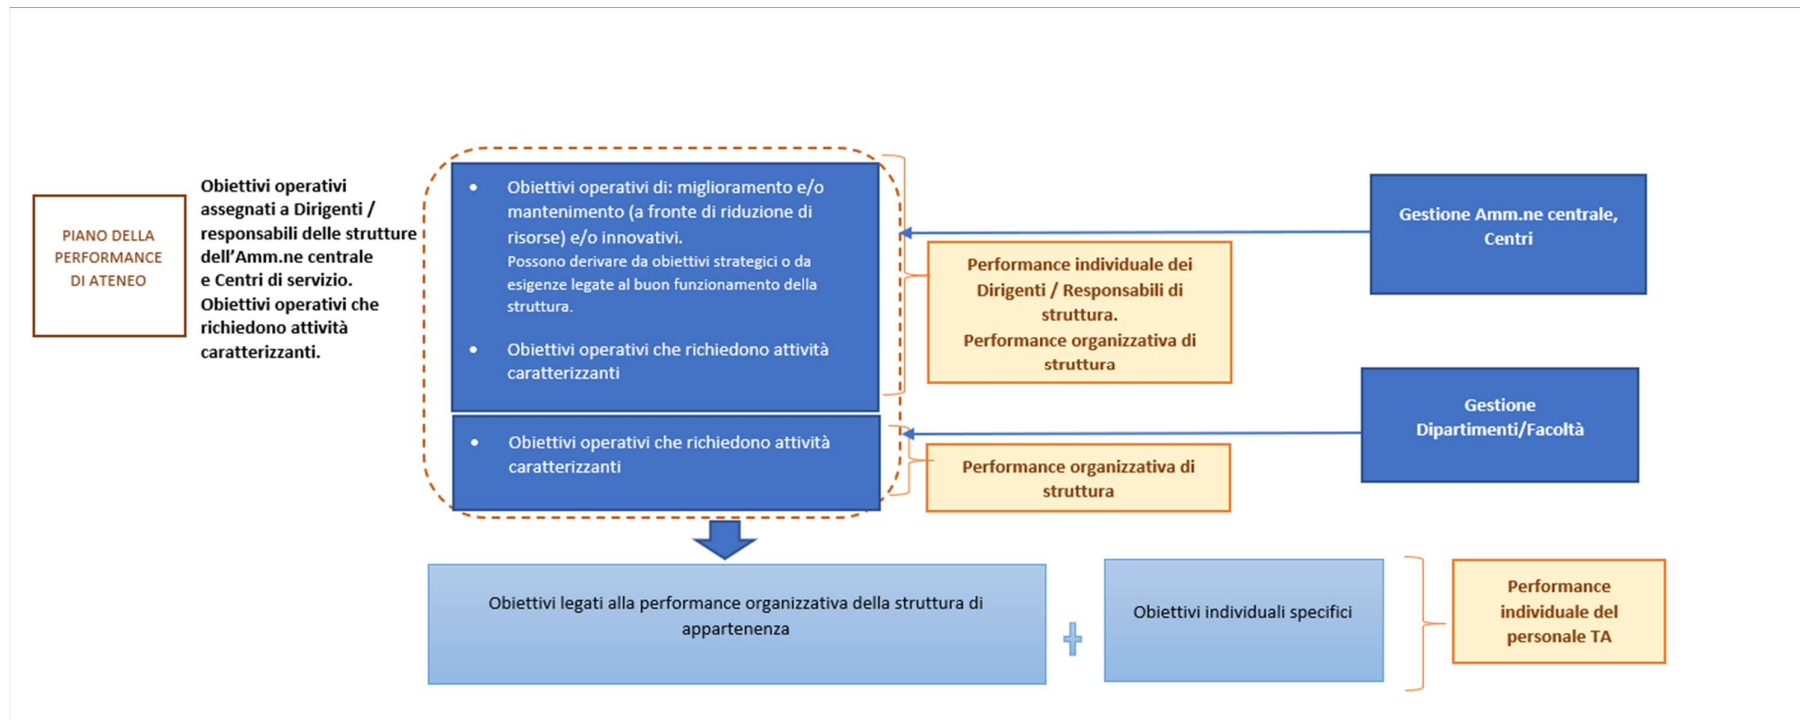 PIANO DELLA
PERFORMANCE
DI ATENEO
Obiettivi operativi
assegnati a Dirigenti /
responsabili delle strutture
dell'Amm.ne centrale
e Centri di servizio.
Obiettivi operativi che
richiedono attività
caratterizzanti.
• Obiettivi operativi di: miglioramento e/o
mantenimento (a fronte di riduzione di
risorse) e/o innovativi.
Possono derivare da obiettivi strategici o da
esigenze legate al buon funzionamento della
struttura.
• Obiettivi operativi che richiedono attività
caratterizzanti
• Obiettivi operativi che richiedono attività
caratterizzanti
Performance individuale dei
Dirigenti / Responsabili di
struttura.
Performance organizzativa di
struttura
Performance organizzativa di
struttura
Gestione Amm.ne centrale,
Centri
Gestione
Dipartimenti/Facoltà
Obiettivi legati alla performance organizzativa della struttura di
appartenenza
Obiettivi individuali specifici
Performance
individuale del
personale TA